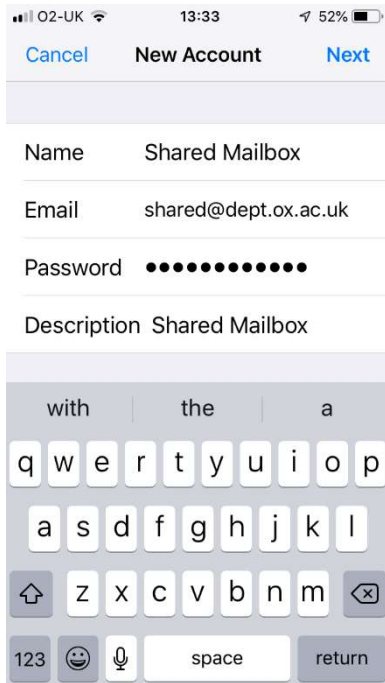 O2-UK 13:33 52%
Cancel New Account Next
Name Shared Mailbox
Email shared@dept.ox.ac.uk
Password ●●●●●●●●●●●●
Description Shared Mailbox
with the a
q w e r t y u i o p
a s d f g h j k l
z x c v b n m
123 space return